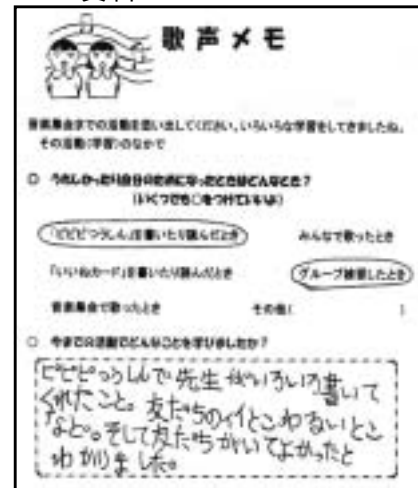 歌声メモ
音楽集会までの活動を思い出してください。いろいろな学習をしてきましたね。
その活動(学習)のなかで
○ うれしかったり自分のためになったときはどんなとき？
(いくつでも○をつけていいよ)
「ビビビつうしん」を書いたり読んだとき みんなで歌ったとき
「いいねカード」を書いたり読んだとき グループ練習したとき
音楽集会で歌ったとき その他(
○ 今までの活動でどんなことを学びましたか？
ビビビつうしんで先生がいろいろ書いて
くれたこと。友だちのイイとこわるいとこ
など。そして友だちがいてよかったと
わかりました。